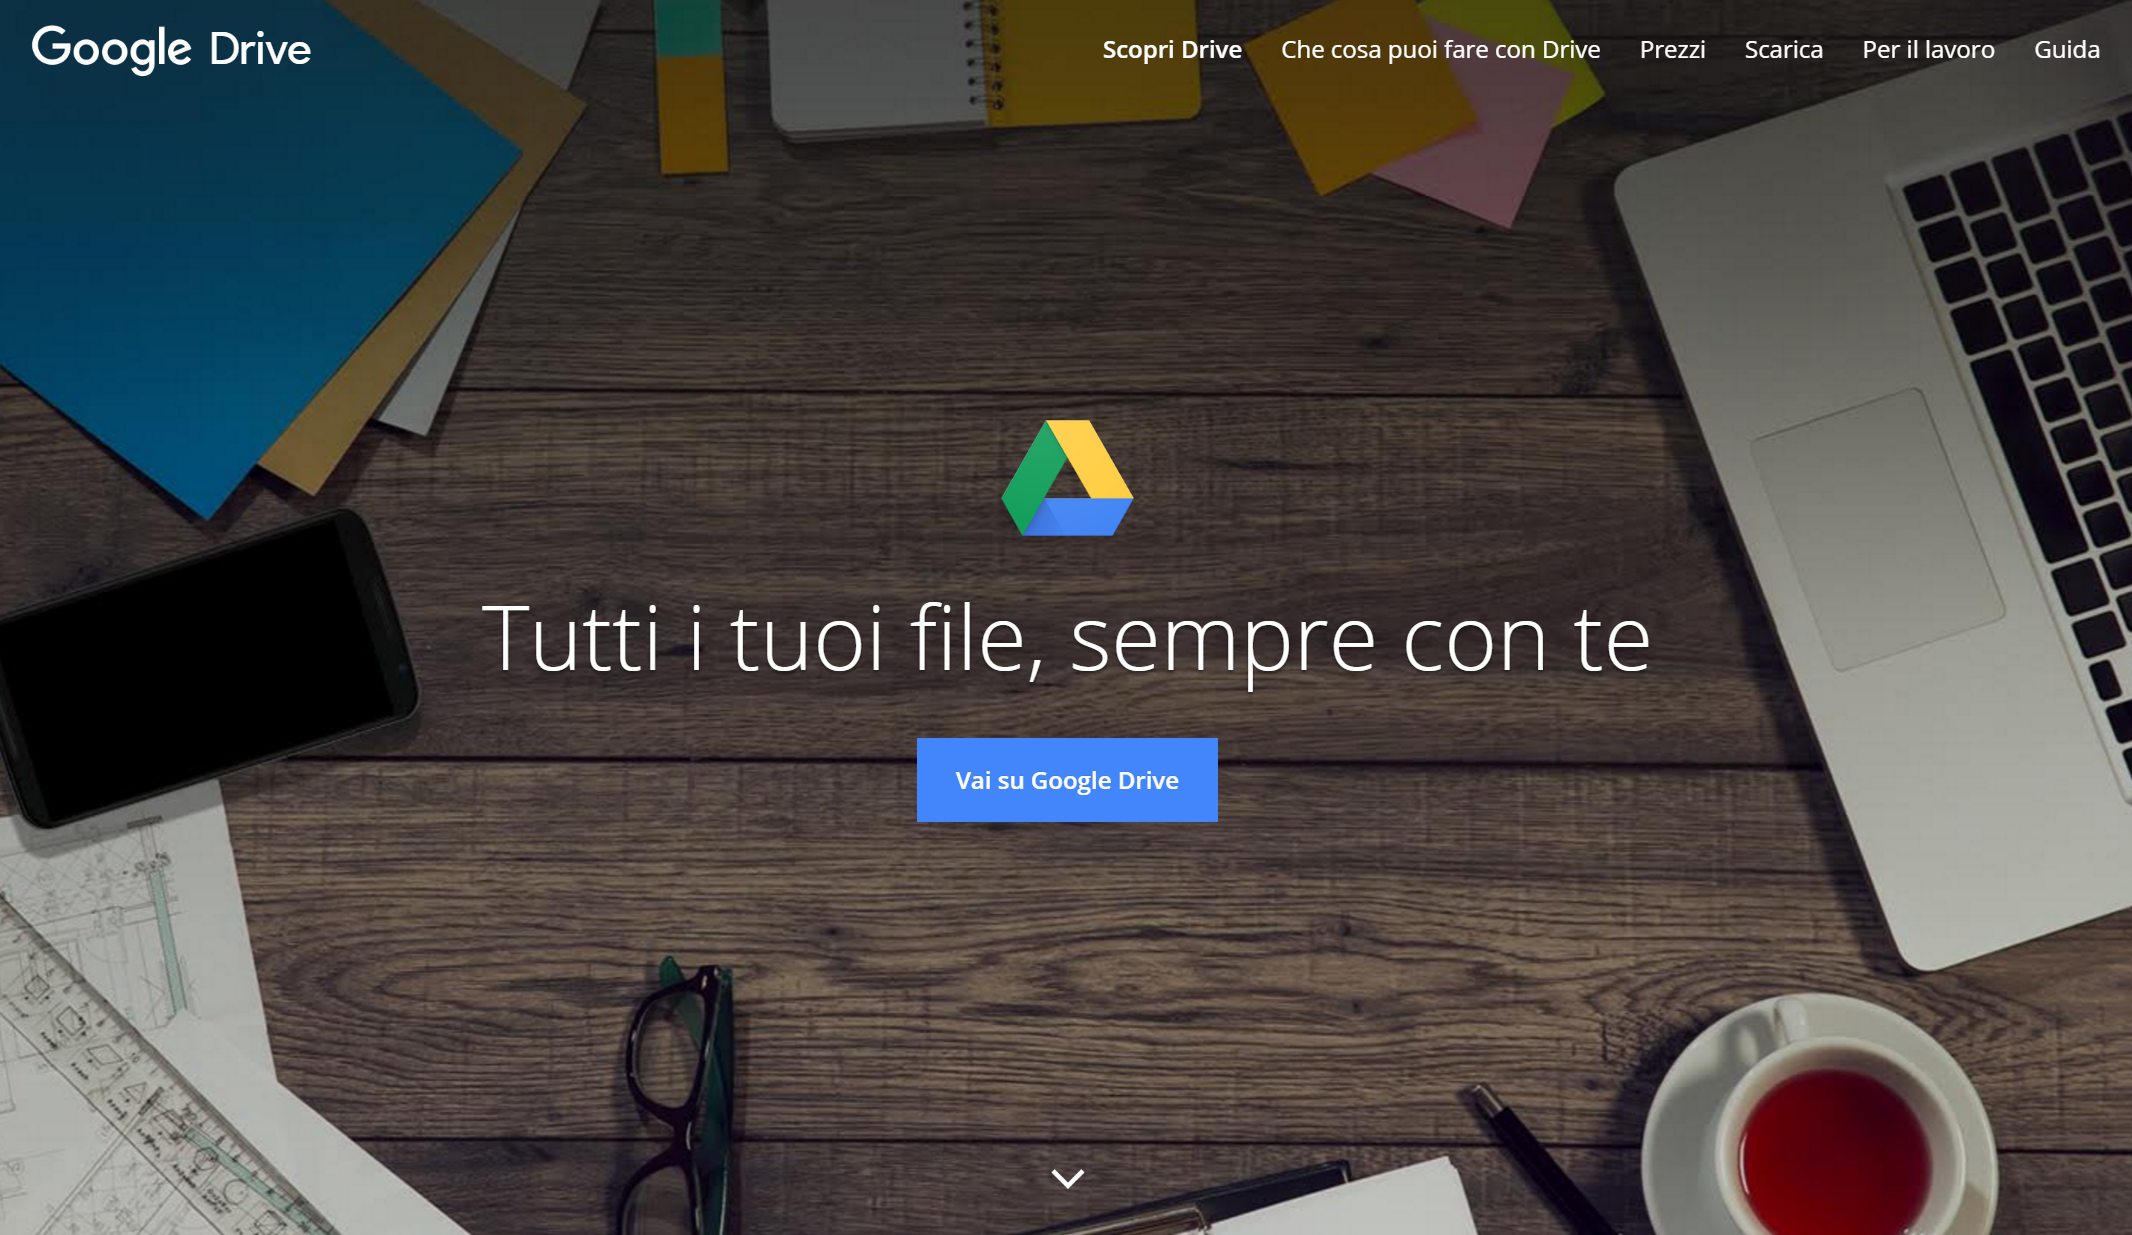 Google Drive
Scopri Drive Che cosa puoi fare con Drive Prezzi Scarica Per il lavoro Guida
Tutti i tuoi file, sempre con te
Vai su Google Drive